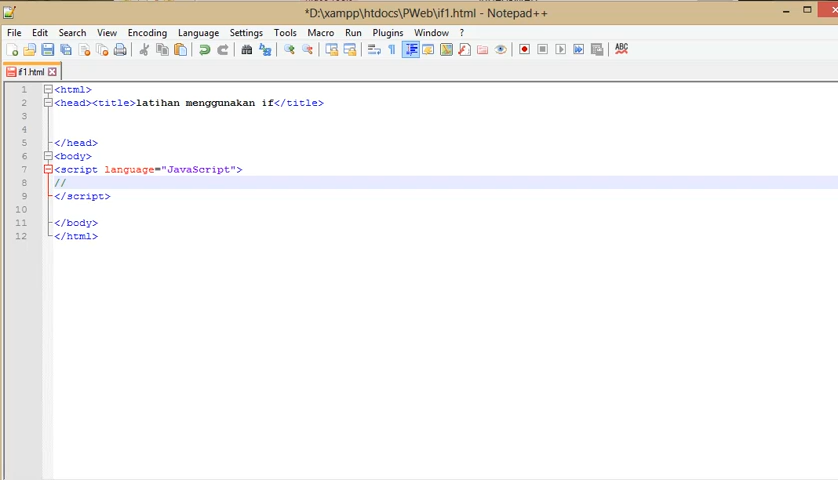 *D:\xampp\htdocs\PWeb\if1.html - Notepad++
File Edit Search View Encoding Language Settings Tools Macro Run Plugins Window ?
ABC
if1.html
1 <html>
2 <head><title>latihan menggunakan if</title>
3
4
5 </head>
6 <body>
7 <script language="JavaScript">
8 //
9 </script>
10
11 </body>
12 </html>